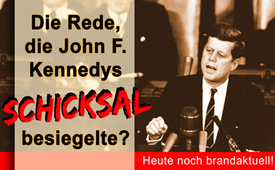 Die Rede,
die John F.
Kennedys
SCHICKSAL
besiegelte?
Heute noch brandaktuell!